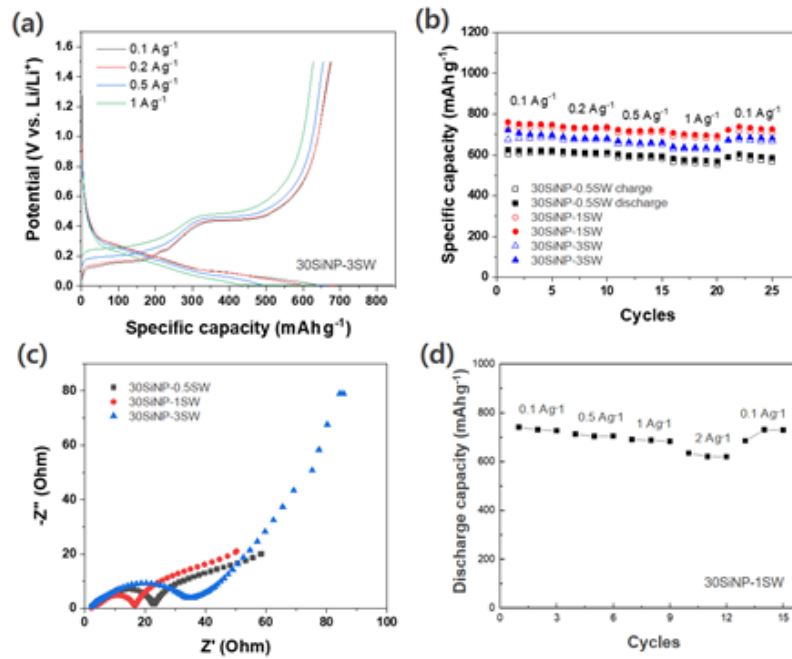 (a)
0.1 Ag⁻¹
0.2 Ag⁻¹
0.5 Ag⁻¹
1 Ag⁻¹
1.6
1.4
1.2
1.0
0.8
0.6
0.4
0.2
0.0
Potential (V vs. Li/Li⁺)
30SiNP-3SW
0 100 200 300 400 500 600 700 800
Specific capacity (mAh g⁻¹)
(b)
1200
1000
800
600
400
200
0
Specific capacity (mAh g⁻¹)
0.1 Ag⁻¹ 0.2 Ag⁻¹ 0.5 Ag⁻¹ 1 Ag⁻¹ 0.1 Ag⁻¹
30SiNP-0.5SW charge
30SiNP-0.5SW discharge
30SiNP-1SW
30SiNP-1SW
30SiNP-3SW
30SiNP-3SW
0 5 10 15 20 25
Cycles
(c)
80
60
40
20
0
-Z'' (Ohm)
30SiNP-0.5SW
30SiNP-1SW
30SiNP-3SW
0 20 40 60 80 100
Z' (Ohm)
(d)
1000
800
600
400
200
0
Discharge capacity (mAhg⁻¹)
0.1 Ag⁻¹ 0.5 Ag⁻¹ 1 Ag⁻¹ 2 Ag⁻¹ 0.1 Ag⁻¹
30SiNP-1SW
0 3 6 9 12 15
Cycles